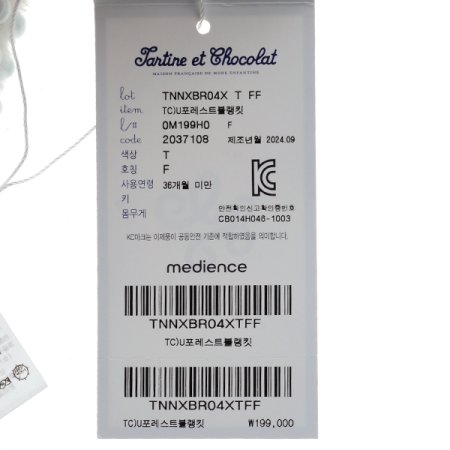 Tartine et Chocolat
MAISON FRANÇAISE DE MODE ENFANTINE
lot TNNXBR04X T FF
item TC)U포레스트블랭킷
l/# 0M199H0 F
code 2037108 제조년월 2024.09
색상 T
호칭 F
사용연령 36개월 미만
키
몸무게
안전확인신고확인증번호
CB014H046-1003
KC마크는 이제품이 공통안전 기준에 적합하였음을 의미합니다.
medience
TNNXBR04XTFF
TC)U포레스트블랭킷
TNNXBR04XTFF
TC)U포레스트블랭킷 ₩199,000